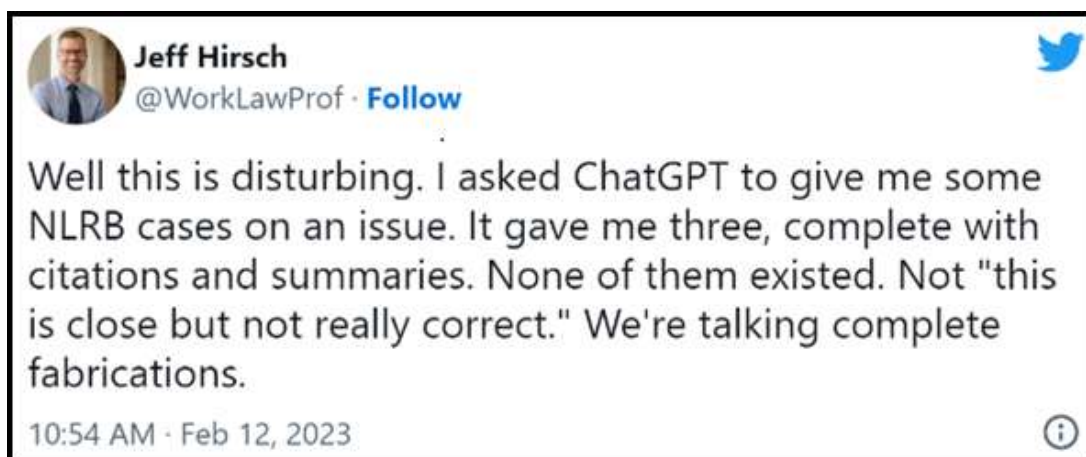 Jeff Hirsch
@WorkLawProf · Follow
Well this is disturbing. I asked ChatGPT to give me some
NLRB cases on an issue. It gave me three, complete with
citations and summaries. None of them existed. Not "this
is close but not really correct." We're talking complete
fabrications.
10:54 AM · Feb 12, 2023